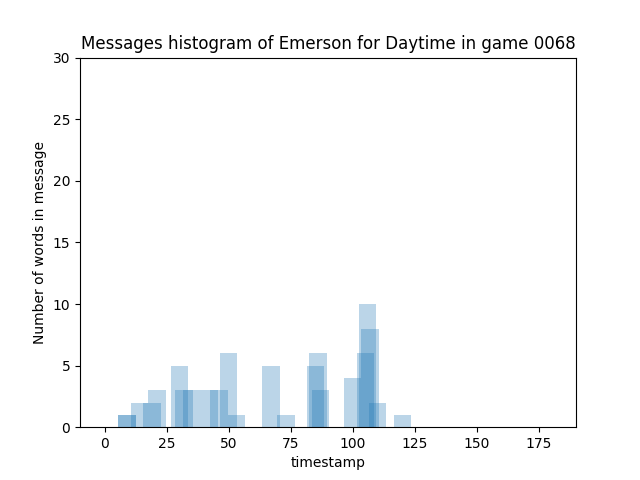 Messages histogram of Emerson for Daytime in game 0068
30
25
20
15
10
5
0
Number of words in message
0 25 50 75 100 125 150 175
timestamp